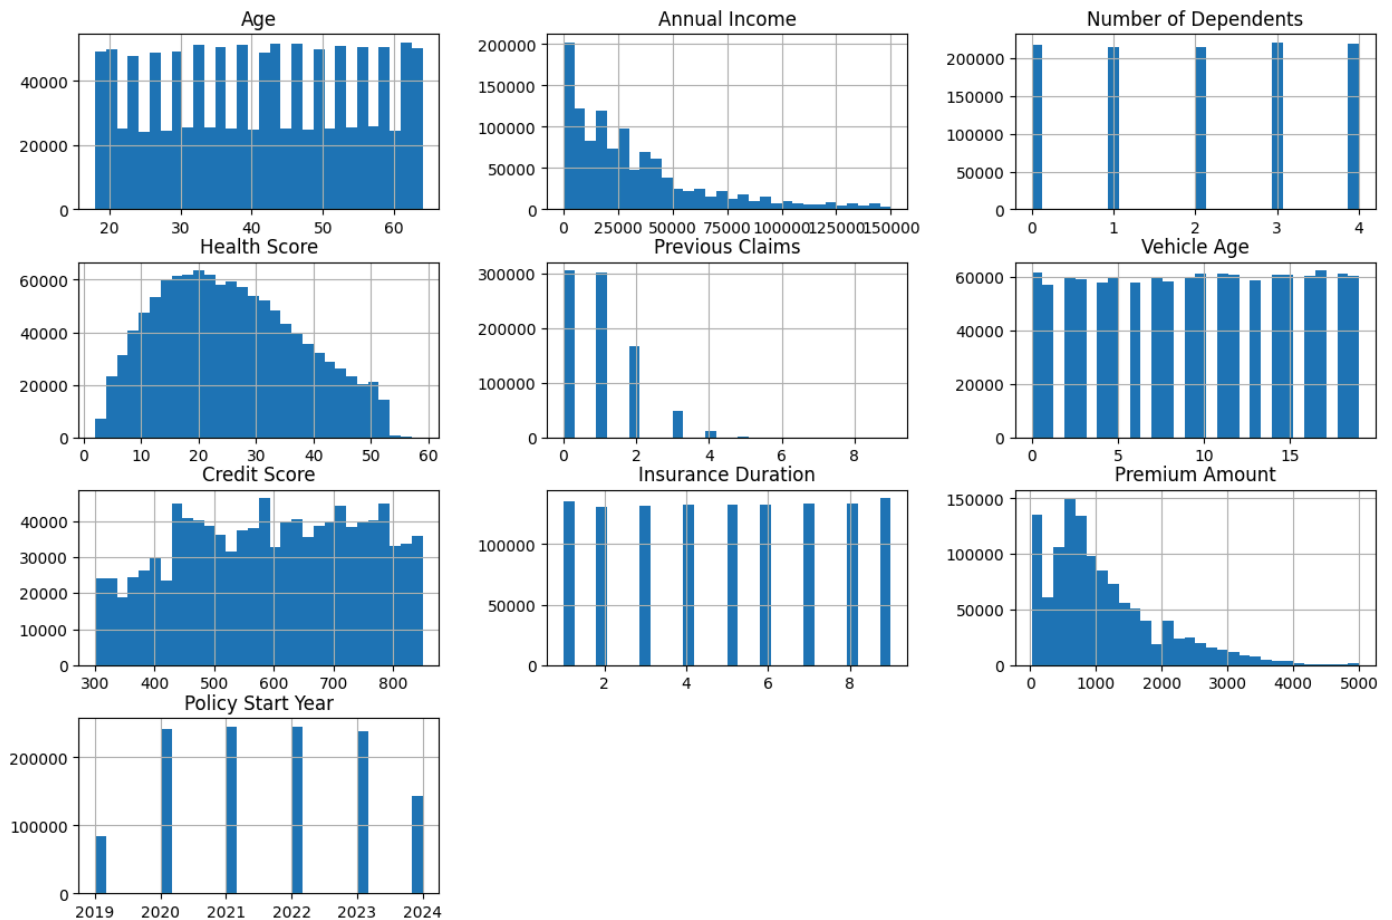 Age
40000
20000
0
20 30 40 50 60
Annual Income
200000
150000
100000
50000
0
0 25000 50000 75000 100000 125000 150000
Number of Dependents
200000
150000
100000
50000
0
0 1 2 3 4
Health Score
60000
40000
20000
0
0 10 20 30 40 50 60
Previous Claims
300000
200000
100000
0
0 2 4 6 8
Vehicle Age
60000
40000
20000
0
0 5 10 15
Credit Score
40000
30000
20000
10000
0
300 400 500 600 700 800
Insurance Duration
100000
50000
0
2 4 6 8
Premium Amount
150000
100000
50000
0
0 1000 2000 3000 4000 5000
Policy Start Year
200000
100000
0
2019 2020 2021 2022 2023 2024